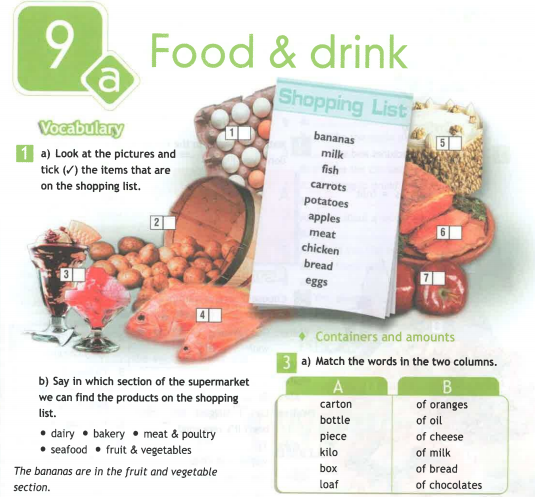 9
a
Food & drink
Vocabulary
1 a) Look at the pictures and
tick (✓) the items that are
on the shopping list.
Shopping List
bananas
milk
fish
carrots
potatoes
apples
meat
chicken
bread
eggs
1
2
3
4
5
6
7
b) Say in which section of the supermarket
we can find the products on the shopping
list.
• dairy • bakery • meat & poultry
• seafood • fruit & vegetables
The bananas are in the fruit and vegetable
section.
♦ Containers and amounts
3 a) Match the words in the two columns.
A B
carton of oranges
bottle of oil
piece of cheese
kilo of milk
box of bread
loaf of chocolates